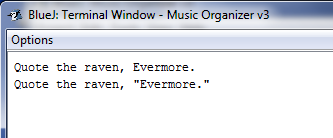 BlueJ: Terminal Window - Music Organizer v3
Options
Quote the raven, Evermore.
Quote the raven, "Evermore."